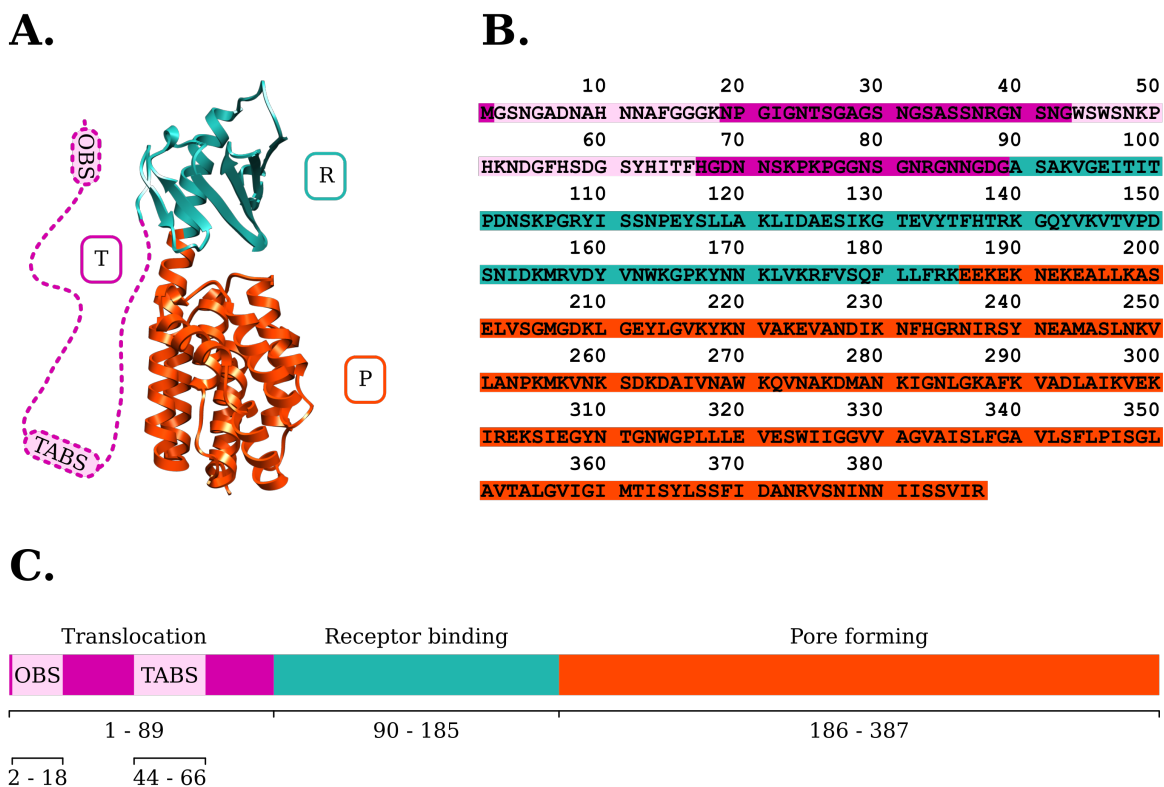 A.
OBS
T
TABS
R
P
B.
10 20 30 40 50
MGSNGADNAH NNAFGGGKNP GIGNTSGAGS NGSASSNRGN SNGWSWSNKP
60 70 80 90 100
HKNDGFHSDG SYHITFHGDN NSKPKPGGNS GNRGNNGDGA SAKVGEITIT
110 120 130 140 150
PDNSKPGRYI SSNPEYSLLA KLIDAESIKG TEVYTFHTRK GQYVKVTVPD
160 170 180 190 200
SNIDKMRVDY VNWKGPKYNN KLVKRFVSQF LLFRKEEKEK NEKEALLKAS
210 220 230 240 250
ELVSGMGDKL GEYLGVKYKN VAKEVANDIK NFHGRNIRSY NEAMASLNKV
260 270 280 290 300
LANPKMKVNK SDKDAIVNAW KQVNAKDMAN KIGNLGKAFK VADLAIKVEK
310 320 330 340 350
IREKSIEGYN TGNWGPLLLE VESWIIGGVV AGVAISLFGA VLSFLPISGL
360 370 380
AVTALGVIGI MTISYLSSFI DANRVSNINN IISSVIR
C.
Translocation Receptor binding Pore forming
OBS TABS
1 - 89 90 - 185 186 - 387
2 - 18 44 - 66